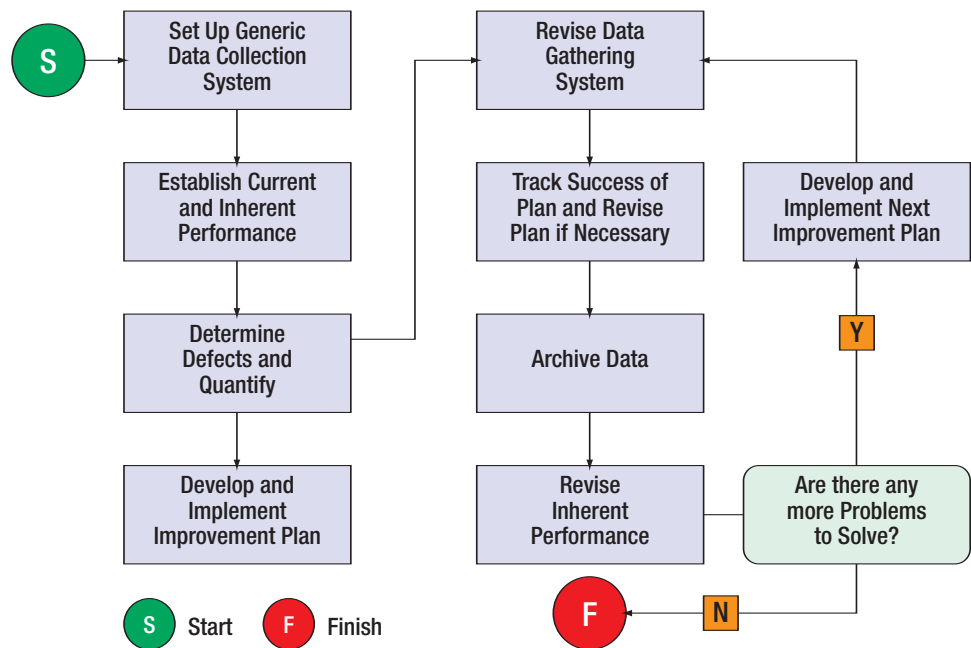 S
Set Up Generic
Data Collection
System
Establish Current
and Inherent
Performance
Determine
Defects and
Quantify
Develop and
Implement
Improvement Plan
Revise Data
Gathering
System
Track Success of
Plan and Revise
Plan if Necessary
Archive Data
Revise
Inherent
Performance
Are there any
more Problems
to Solve?
Y
Develop and
Implement Next
Improvement Plan
N
F
S Start
F Finish